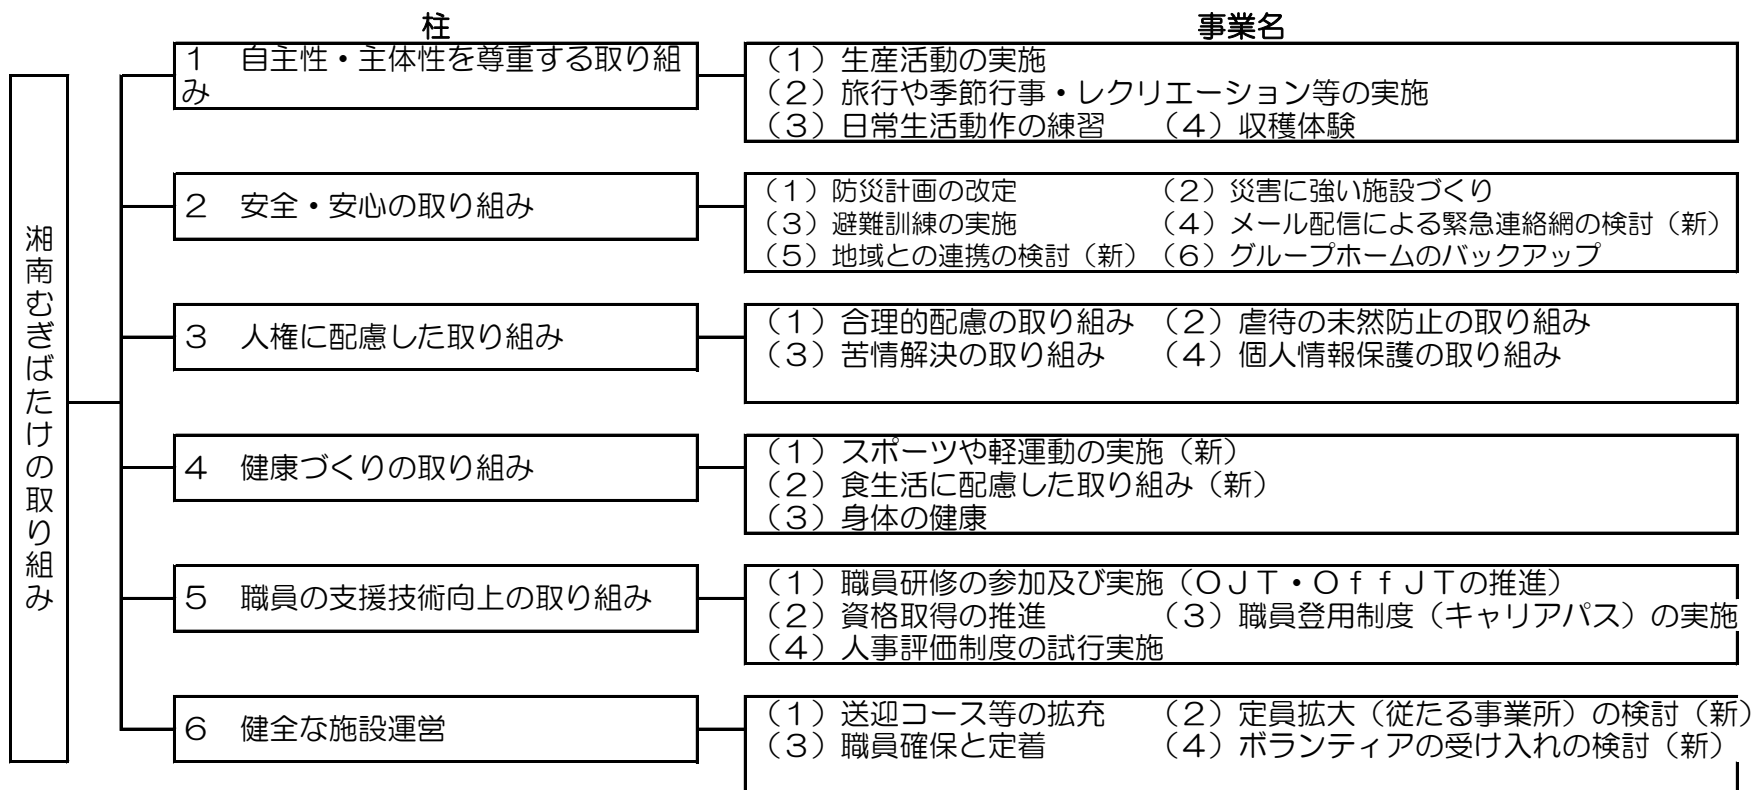 柱
事業名
湘南むぎばたけの取り組み
１　自主性・主体性を尊重する取り組
み
（１）生産活動の実施
（２）旅行や季節行事・レクリエーション等の実施
（３）日常生活動作の練習　（４）収穫体験
２　安全・安心の取り組み
（１）防災計画の改定　（２）災害に強い施設づくり
（３）避難訓練の実施　（４）メール配信による緊急連絡網の検討（新）
（５）地域との連携の検討（新）（６）グループホームのバックアップ
３　人権に配慮した取り組み
（１）合理的配慮の取り組み　（２）虐待の未然防止の取り組み
（３）苦情解決の取り組み　（４）個人情報保護の取り組み
４　健康づくりの取り組み
（１）スポーツや軽運動の実施（新）
（２）食生活に配慮した取り組み（新）
（３）身体の健康
５　職員の支援技術向上の取り組み
（１）職員研修の参加及び実施（ＯＪＴ・ＯｆｆＪＴの推進）
（２）資格取得の推進　（３）職員登用制度（キャリアパス）の実施
（４）人事評価制度の試行実施
６　健全な施設運営
（１）送迎コース等の拡充　（２）定員拡大（従たる事業所）の検討（新）
（３）職員確保と定着　（４）ボランティアの受け入れの検討（新）